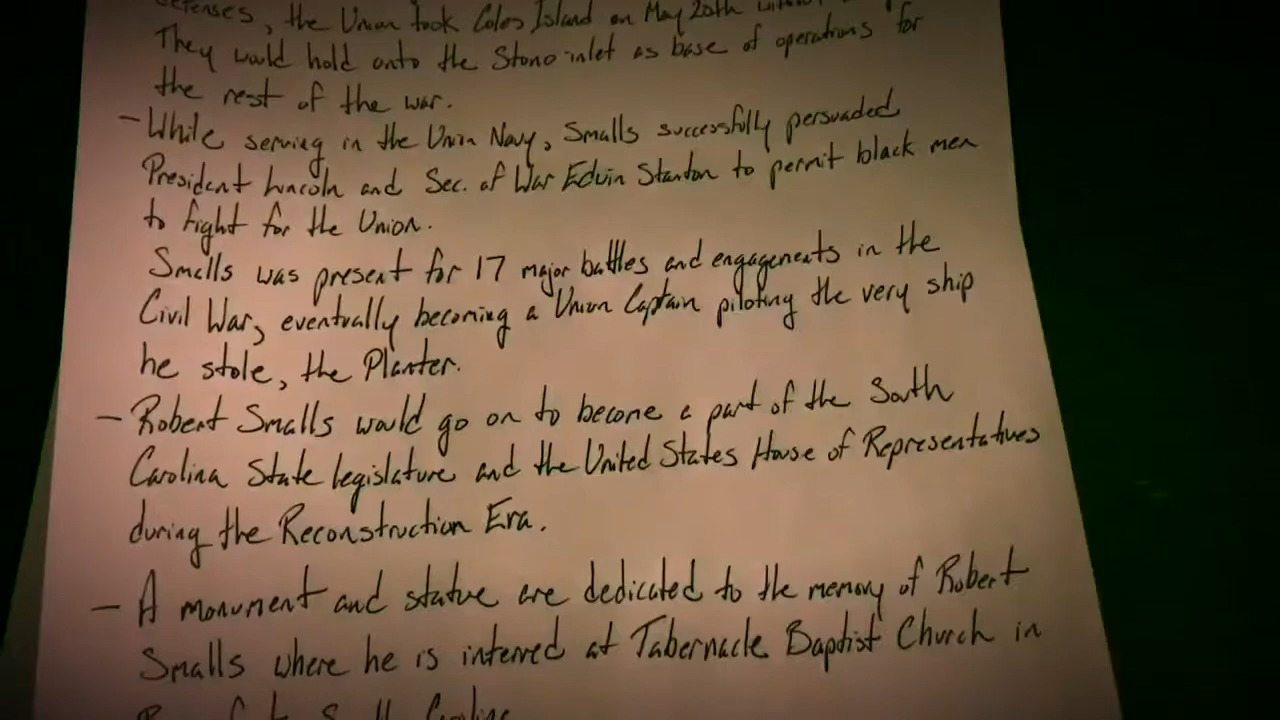 defenses, the Union took Coles Island on May 20th
They would hold onto the Stono inlet as base of operations for
the rest of the war.
- While serving in the Union Navy, Smalls successfully persuaded
President Lincoln and Sec. of War Edwin Stanton to permit black men
to fight for the Union.
Smalls was present for 17 major battles and engagements in the
Civil War, eventually becoming a Union Captain piloting the very ship
he stole, the Planter.
- Robert Smalls would go on to become a part of the South
Carolina State legislature and the United States House of Representatives
during the Reconstruction Era.
- A monument and statue are dedicated to the memory of Robert
Smalls where he is interred at Tabernacle Baptist Church in